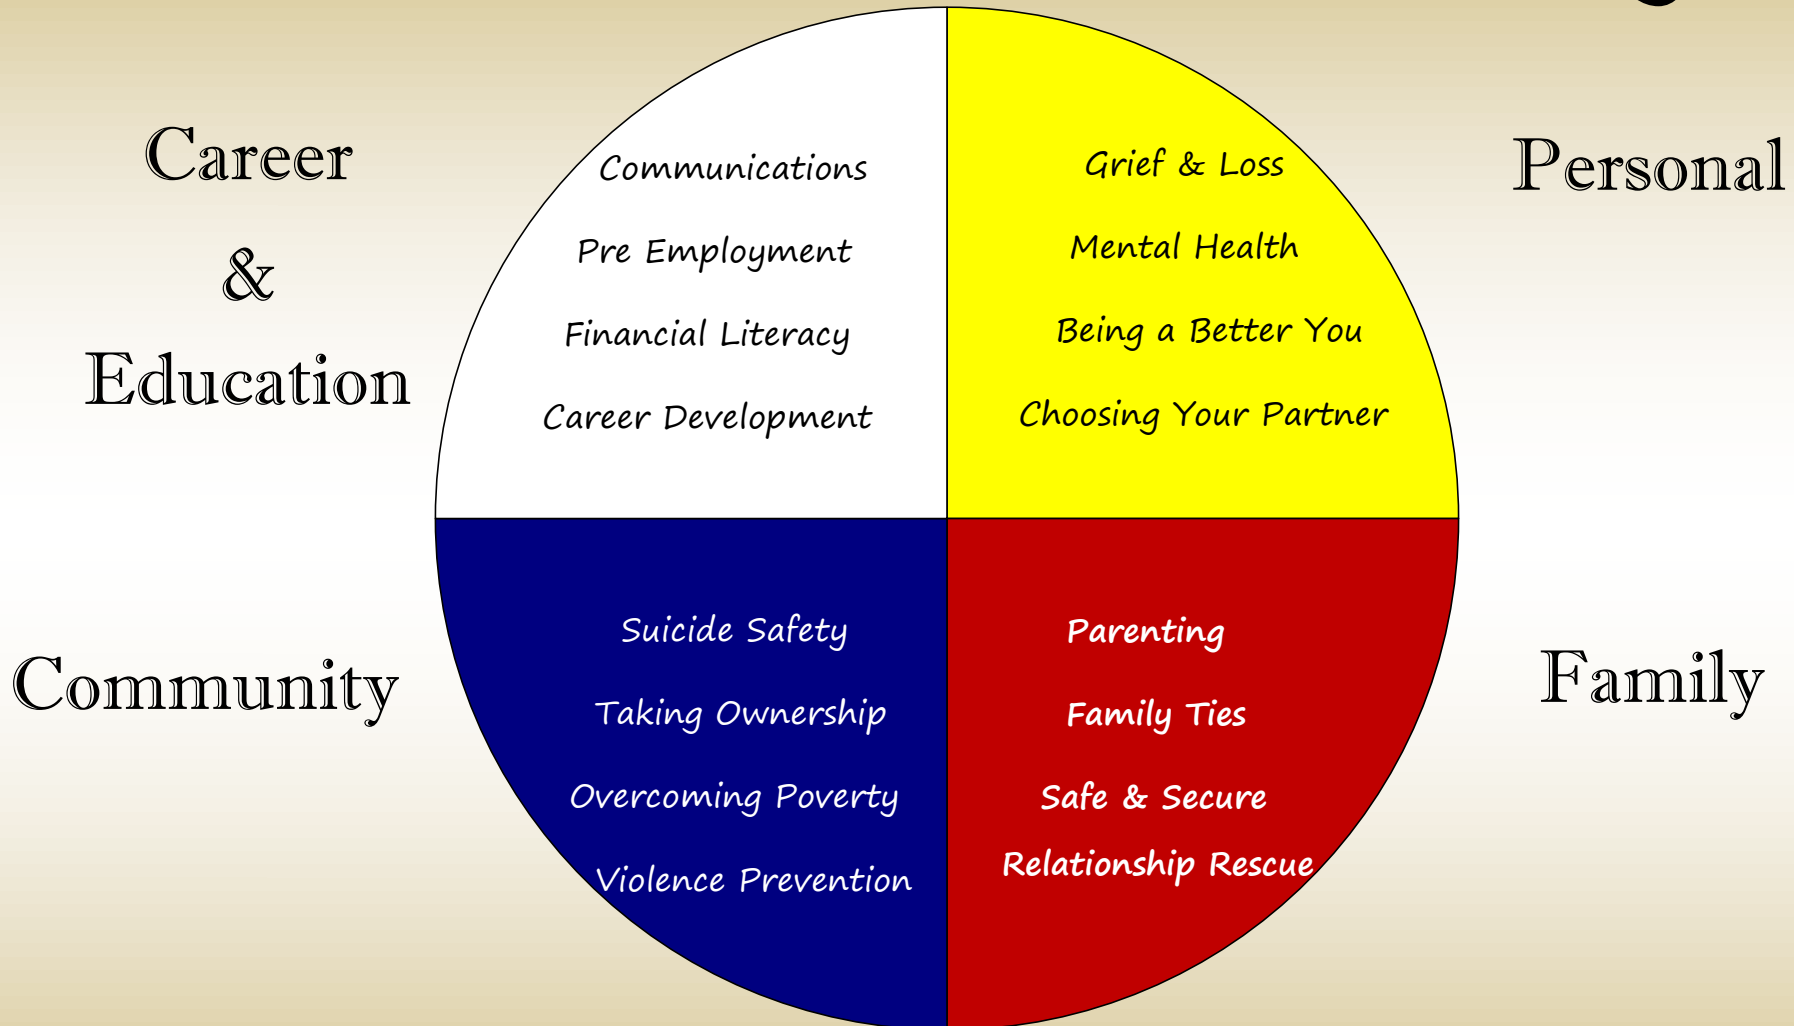 Career
&
Education
Communications
Pre Employment
Financial Literacy
Career Development
Grief & Loss
Mental Health
Being a Better You
Choosing Your Partner
Personal
Community
Suicide Safety
Taking Ownership
Overcoming Poverty
Violence Prevention
Parenting
Family Ties
Safe & Secure
Relationship Rescue
Family